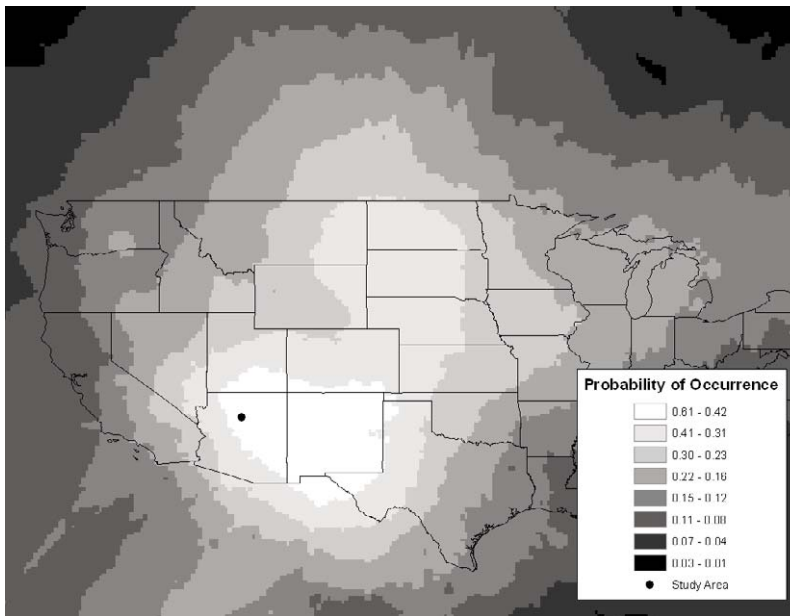 Probability of Occurrence
0.61 - 0.42
0.41 - 0.31
0.30 - 0.23
0.22 - 0.16
0.15 - 0.12
0.11 - 0.08
0.07 - 0.04
0.03 - 0.01
Study Area